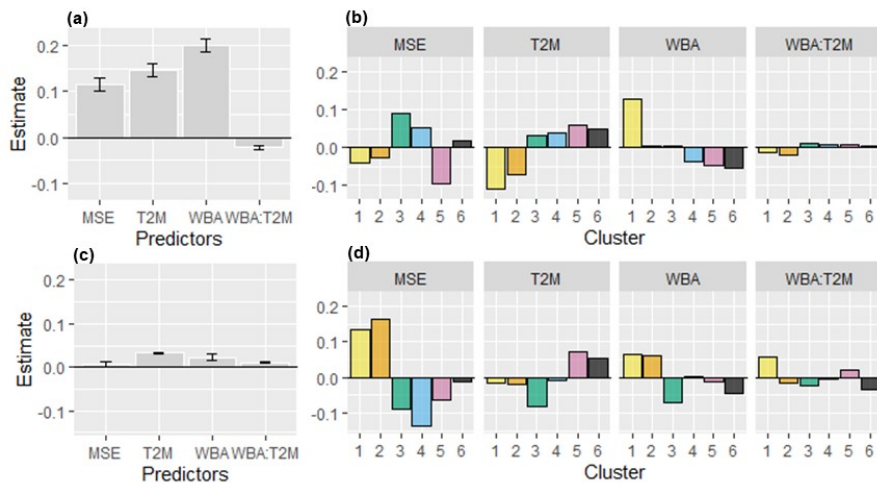 (a)
Estimate
0.2
0.1
0.0
-0.1
MSE T2M WBA WBA:T2M
Predictors
(b)
MSE T2M WBA WBA:T2M
0.2
0.1
0.0
-0.1
1 2 3 4 5 6 1 2 3 4 5 6 1 2 3 4 5 6 1 2 3 4 5 6
Cluster
(c)
Estimate
0.2
0.1
0.0
-0.1
MSE T2M WBA WBA:T2M
Predictors
(d)
MSE T2M WBA WBA:T2M
0.2
0.1
0.0
-0.1
1 2 3 4 5 6 1 2 3 4 5 6 1 2 3 4 5 6 1 2 3 4 5 6
Cluster